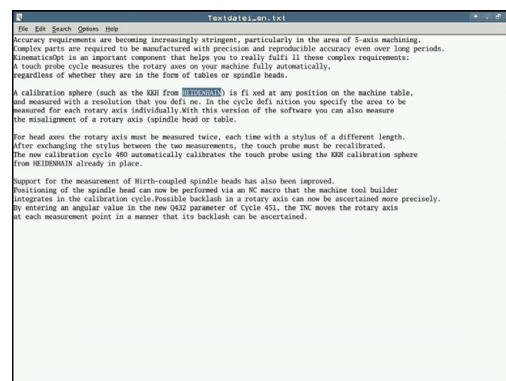 Textdatei_en.txt
File Edit Search Options Help
Accuracy requirements are becoming increasingly stringent, particularly in the area of 5-axis machining.
Complex parts are required to be manufactured with precision and reproducible accuracy even over long periods.
KinematicsOpt is an important component that helps you to really fulfi ll these complex requirements:
A touch probe cycle measures the rotary axes on your machine fully automatically,
regardless of whether they are in the form of tables or spindle heads.
A calibration sphere (such as the KKH from HEIDENHAIN) is fi xed at any position on the machine table,
and measured with a resolution that you defi ne. In the cycle defi nition you specify the area to be
measured for each rotary axis individually.With this version of the software you can also measure
the misalignment of a rotary axis (spindle head or table.
For head axes the rotary axis must be measured twice, each time with a stylus of a different length.
After exchanging the stylus between the two measurements, the touch probe must be recalibrated.
The new calibration cycle 460 automatically calibrates the touch probe using the KKH calibration sphere
from HEIDENHAIN already in place.
Support for the measurement of Hirth-coupled spindle heads has also been improved.
Positioning of the spindle head can now be performed via an NC macro that the machine tool builder
integrates in the calibration cycle.Possible backlash in a rotary axis can now be ascertained more precisely.
By entering an angular value in the new Q432 parameter of Cycle 451, the TNC moves the rotary axis
at each measurement point in a manner that its backlash can be ascertained.